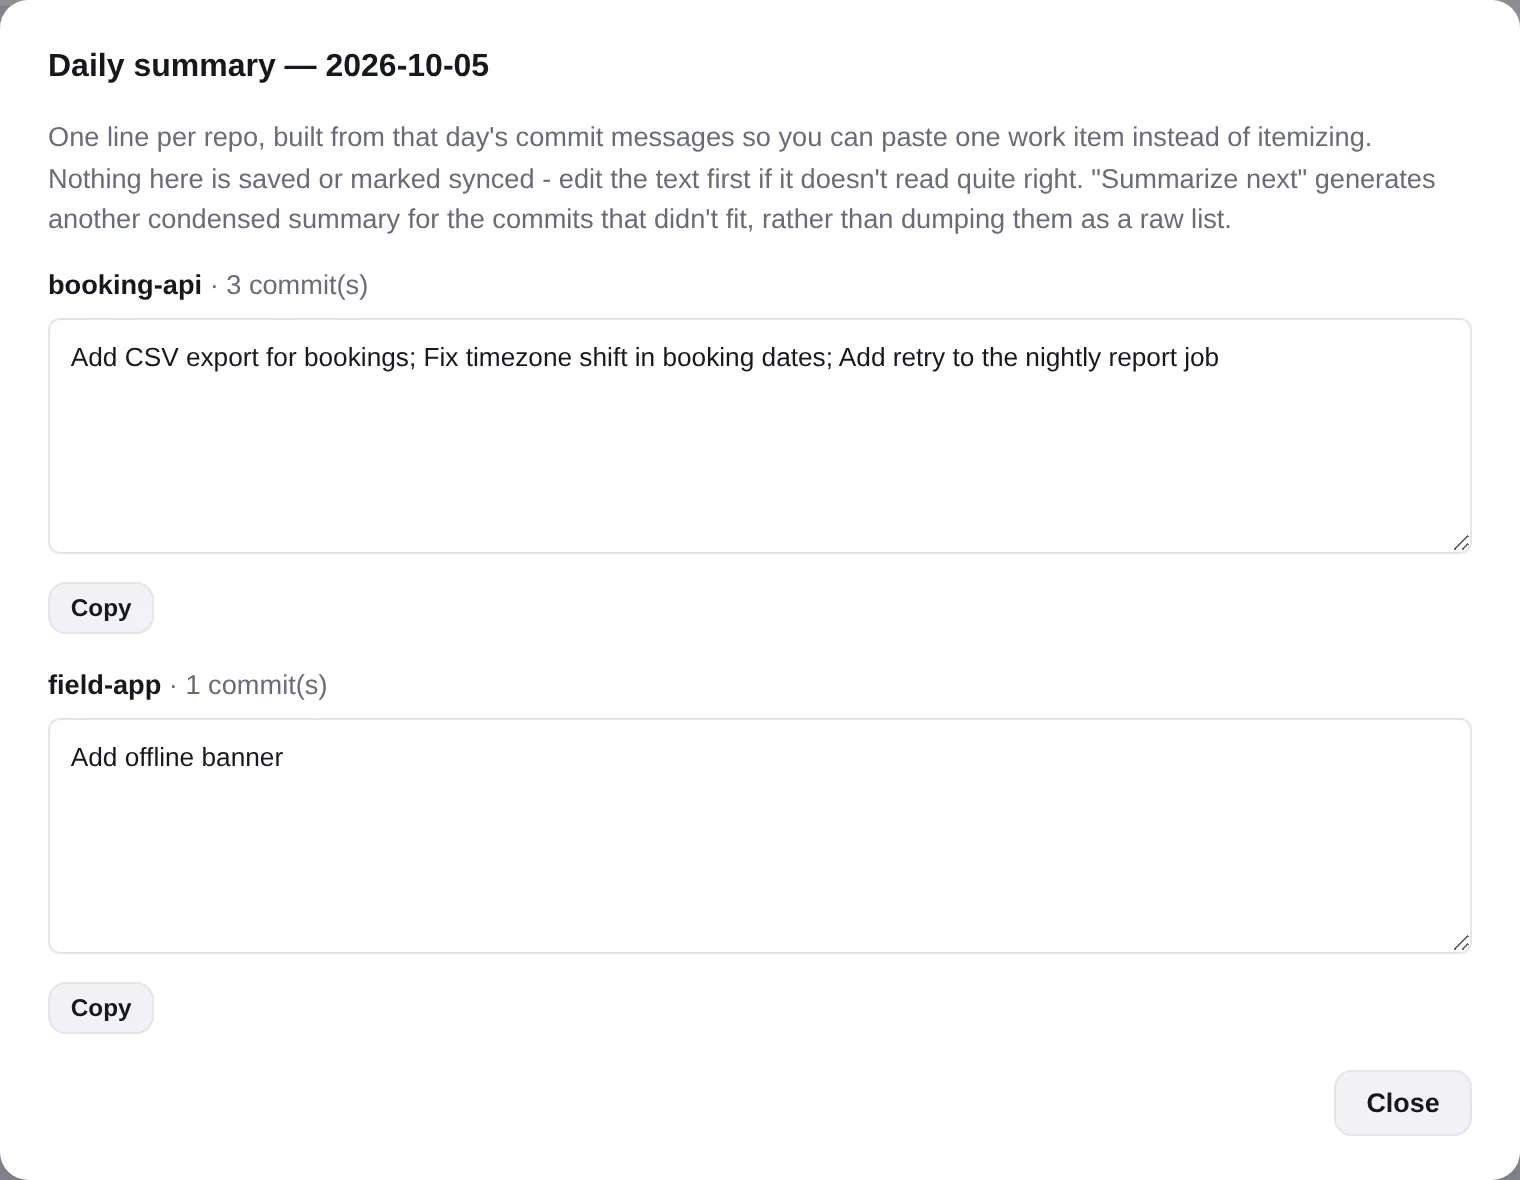 Daily summary — 2026-10-05
One line per repo, built from that day's commit messages so you can paste one work item instead of itemizing.
Nothing here is saved or marked synced - edit the text first if it doesn't read quite right. "Summarize next" generates
another condensed summary for the commits that didn't fit, rather than dumping them as a raw list.
booking-api · 3 commit(s)
Add CSV export for bookings; Fix timezone shift in booking dates; Add retry to the nightly report job
Copy
field-app · 1 commit(s)
Add offline banner
Copy
Close